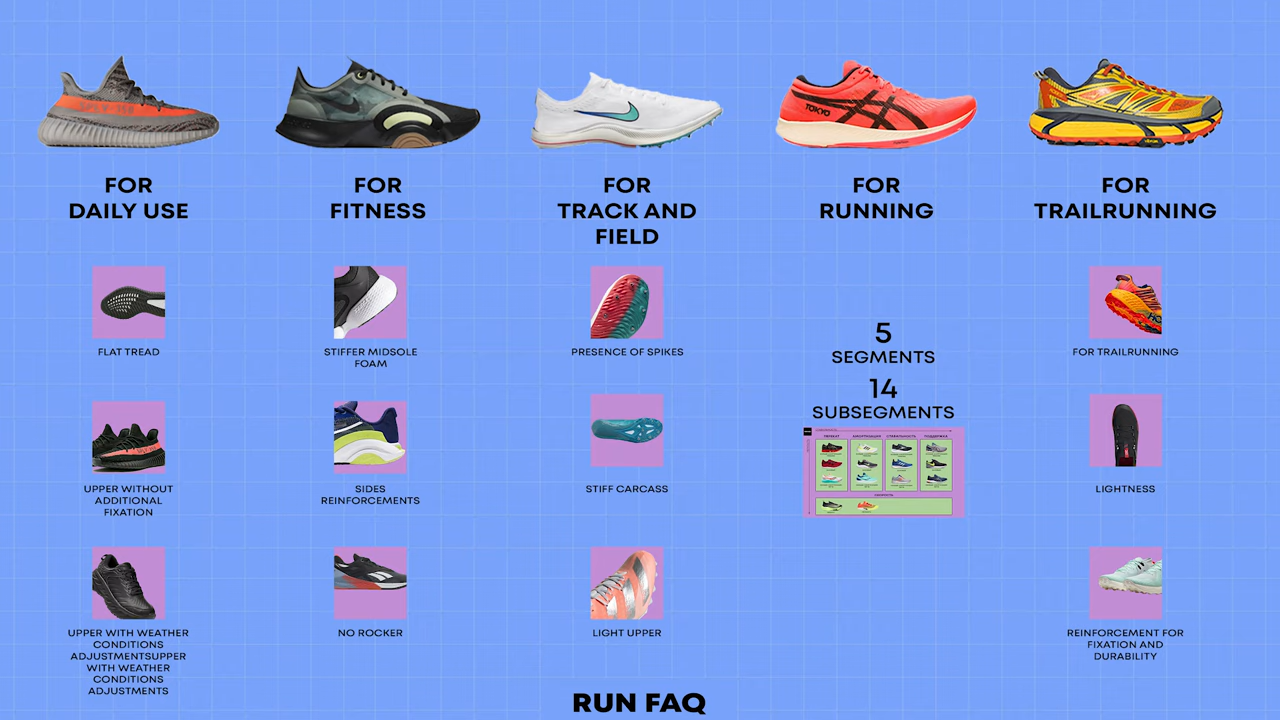 FOR
DAILY USE
FOR
FITNESS
FOR
TRACK AND
FIELD
FOR
RUNNING
FOR
TRAILRUNNING
TOKYO
FLAT TREAD
STIFFER MIDSOLE
FOAM
PRESENCE OF SPIKES
5
SEGMENTS
14
SUBSEGMENTS
FOR TRAILRUNNING
UPPER WITHOUT
ADDITIONAL
FIXATION
SIDES
REINFORCEMENTS
STIFF CARCASS
LIGHTNESS
UPPER WITH WEATHER
CONDITIONS
ADJUSTMENTSUPPER
WITH WEATHER
CONDITIONS
ADJUSTMENTS
NO ROCKER
LIGHT UPPER
REINFORCEMENT FOR
FIXATION AND
DURABILITY
RUN FAQ